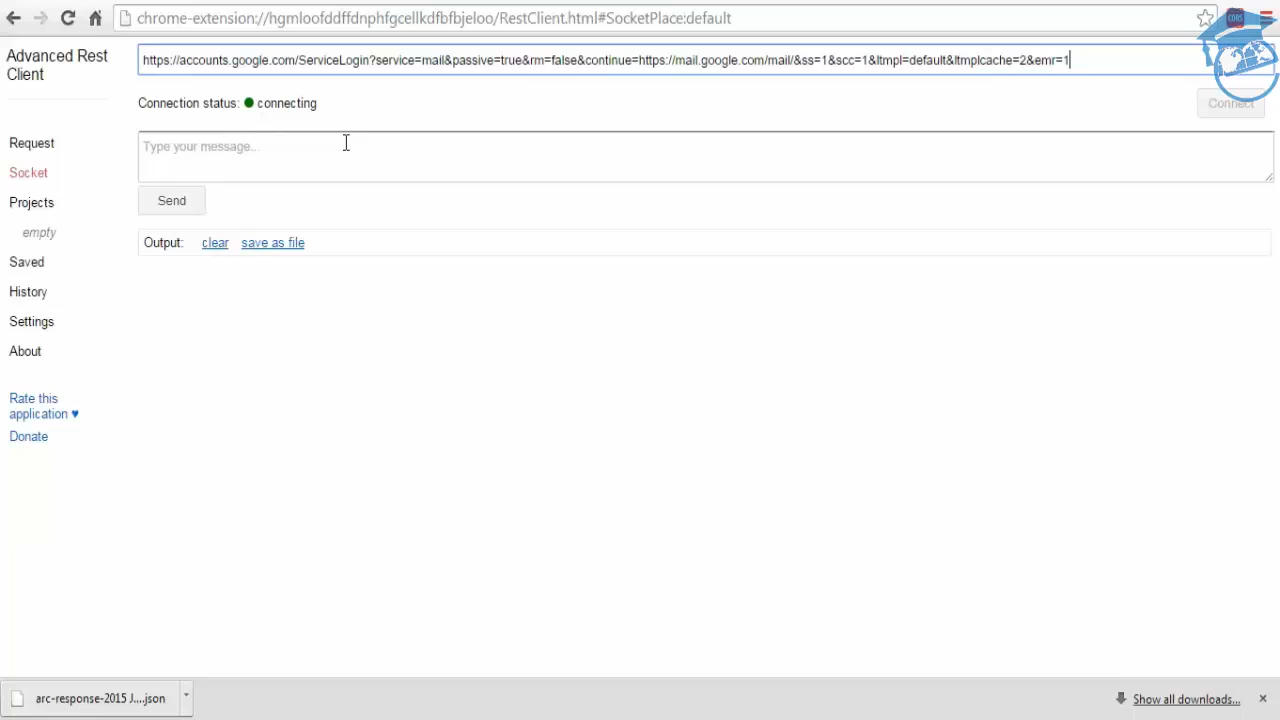 chrome-extension://hgmloofddffdnphfgcellkdfbfbjeloo/RestClient.html#SocketPlace:default
CORS
Advanced Rest
Client
https://accounts.google.com/ServiceLogin?service=mail&passive=true&rm=false&continue=https://mail.google.com/mail/&ss=1&scc=1&ltmpl=default&ltmplcache=2&emr=1
Connection status: connecting
Connect
Request
Type your message...
Socket
Projects
Send
empty
Output: clear save as file
Saved
History
Settings
About
Rate this
application ♥
Donate
arc-response-2015 J....json
Show all downloads...